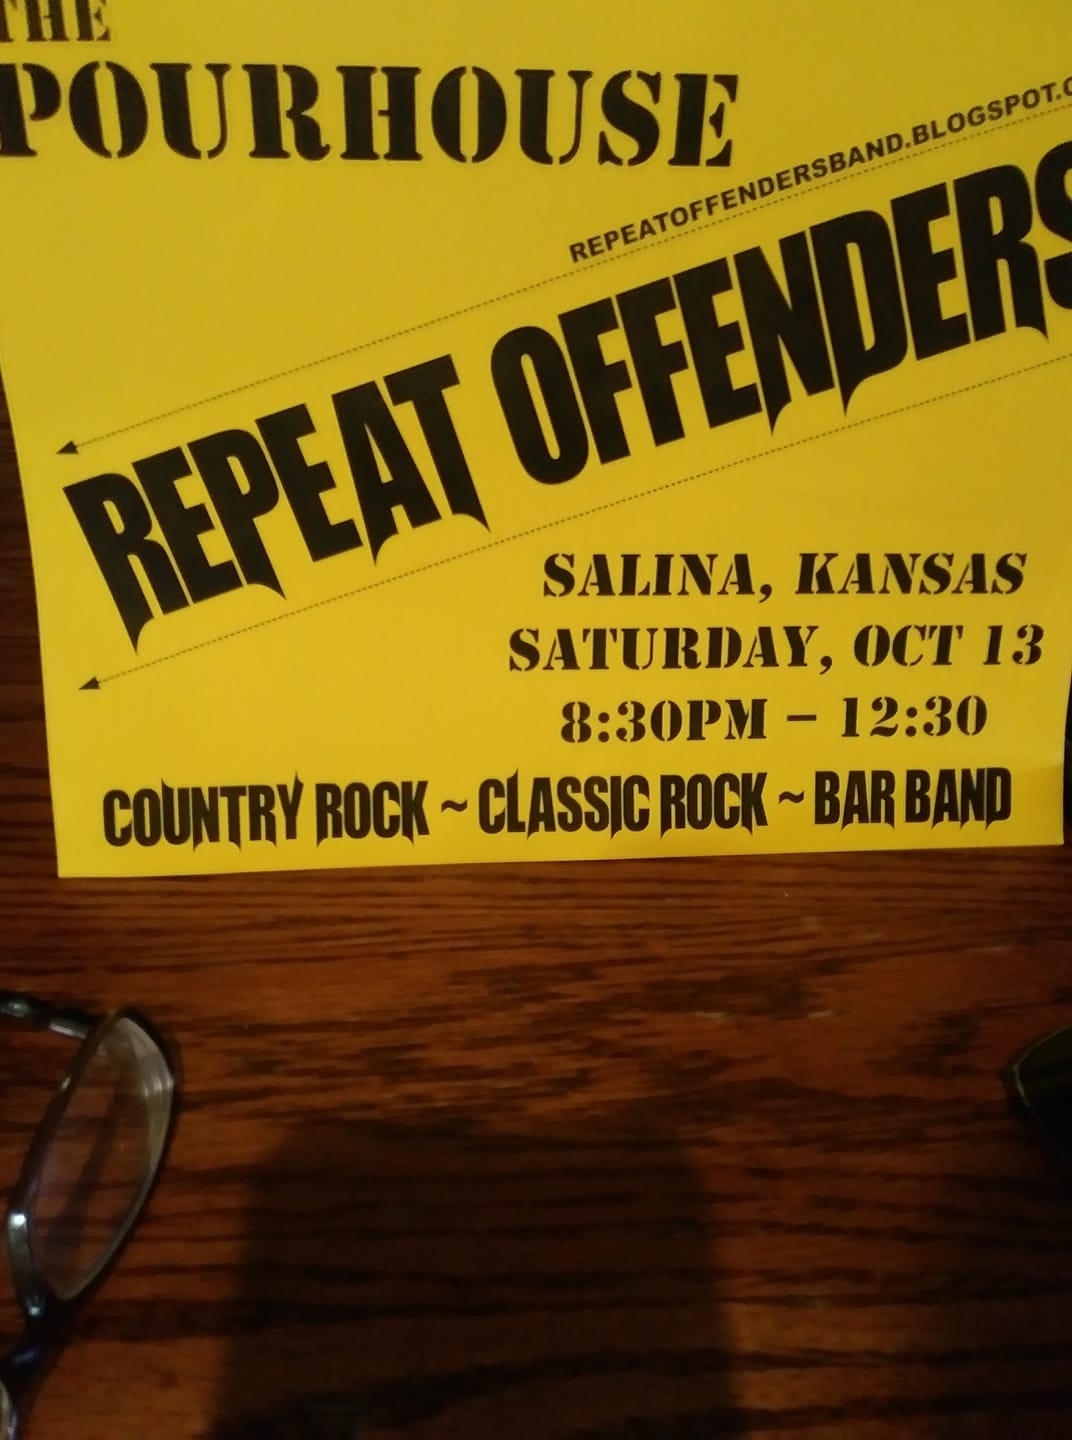 THE
POURHOUSE
REPEATOFFENDERSBAND.BLOGSPOT.C
REPEAT OFFENDERS
SALINA, KANSAS
SATURDAY, OCT 13
8:30PM – 12:30
COUNTRY ROCK ~ CLASSIC ROCK ~ BAR BAND